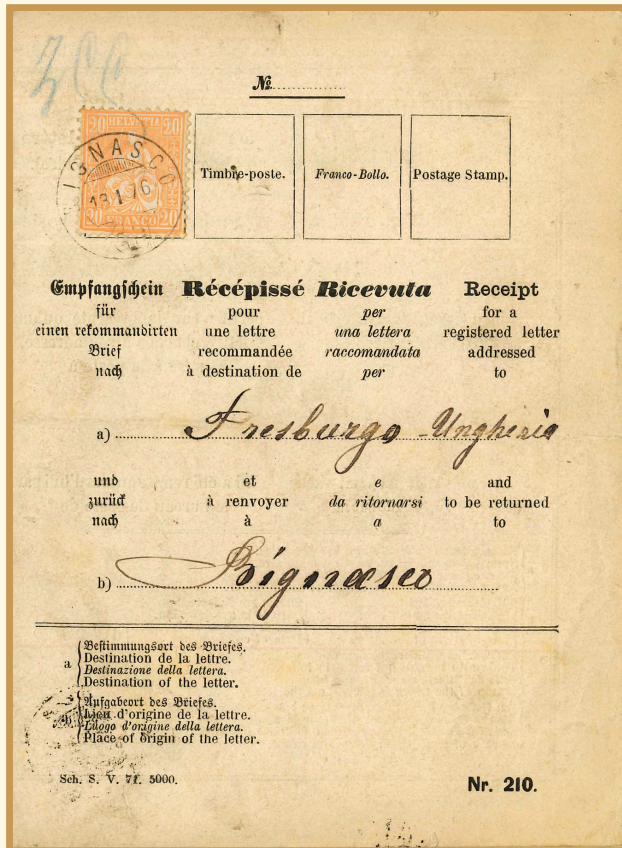 №
20 HELVETIA 20
20 FRANCO 20
IGNASCO
13 I 76
Timbre-poste. Franco-Bollo. Postage Stamp.
Empfangschein Récépissé Ricevuta Receipt
für pour per for a
einen rekommandirten une lettre una lettera registered letter
Brief recommandée raccomandata addressed
nach à destination de per to
a) Presburgo - Ungheria
und et e and
zurück à renvoyer da ritornarsi to be returned
nach à a to
b) Bignasco
a
Bestimmungsort des Briefes.
Destination de la lettre.
Destinazione della lettera.
Destination of the letter.
Aufgabeort des Briefes.
Lieu d'origine de la lettre.
Luogo d'origine della lettera.
Place of origin of the letter.
Sch. S. V. 71. 5000. Nr. 210.